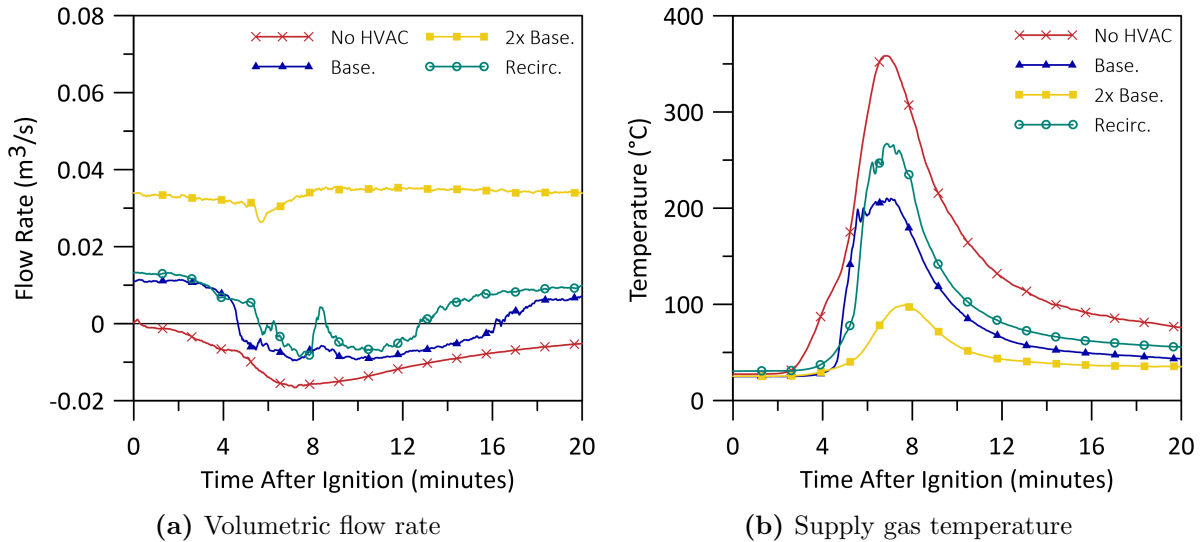 0.08
0.06
0.04
0.02
0
-0.02
Flow Rate (m³/s)
No HVAC
Base.
2x Base.
Recirc.
0 4 8 12 16 20
Time After Ignition (minutes)
(a) Volumetric flow rate
400
300
200
100
0
Temperature (°C)
No HVAC
Base.
2x Base.
Recirc.
0 4 8 12 16 20
Time After Ignition (minutes)
(b) Supply gas temperature